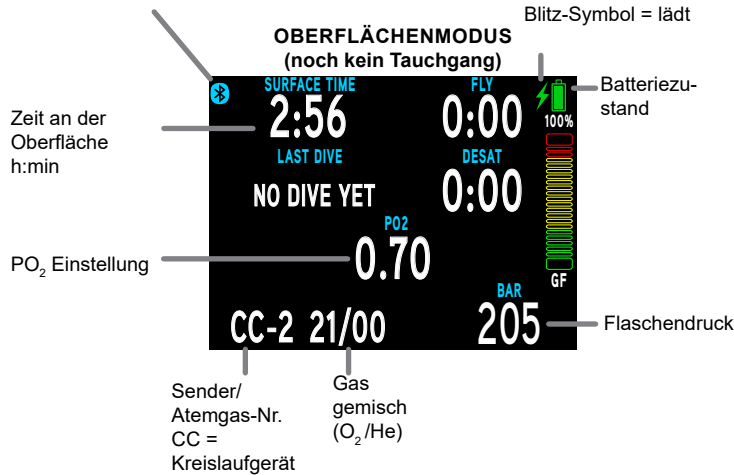 Blitz-Symbol = lädt
OBERFLÄCHENMODUS
(noch kein Tauchgang)
Batteriezu-
stand
Zeit an der
Oberfläche
h:min
SURFACE TIME
2:56
FLY
0:00
100%
LAST DIVE
NO DIVE YET
DESAT
0:00
PO2
0.70
PO₂ Einstellung
GF
BAR
205
Flaschendruck
CC-2 21/00
Sender/
Atemgas-Nr.
CC =
Kreislaufgerät
Gas
gemisch
(O₂/He)